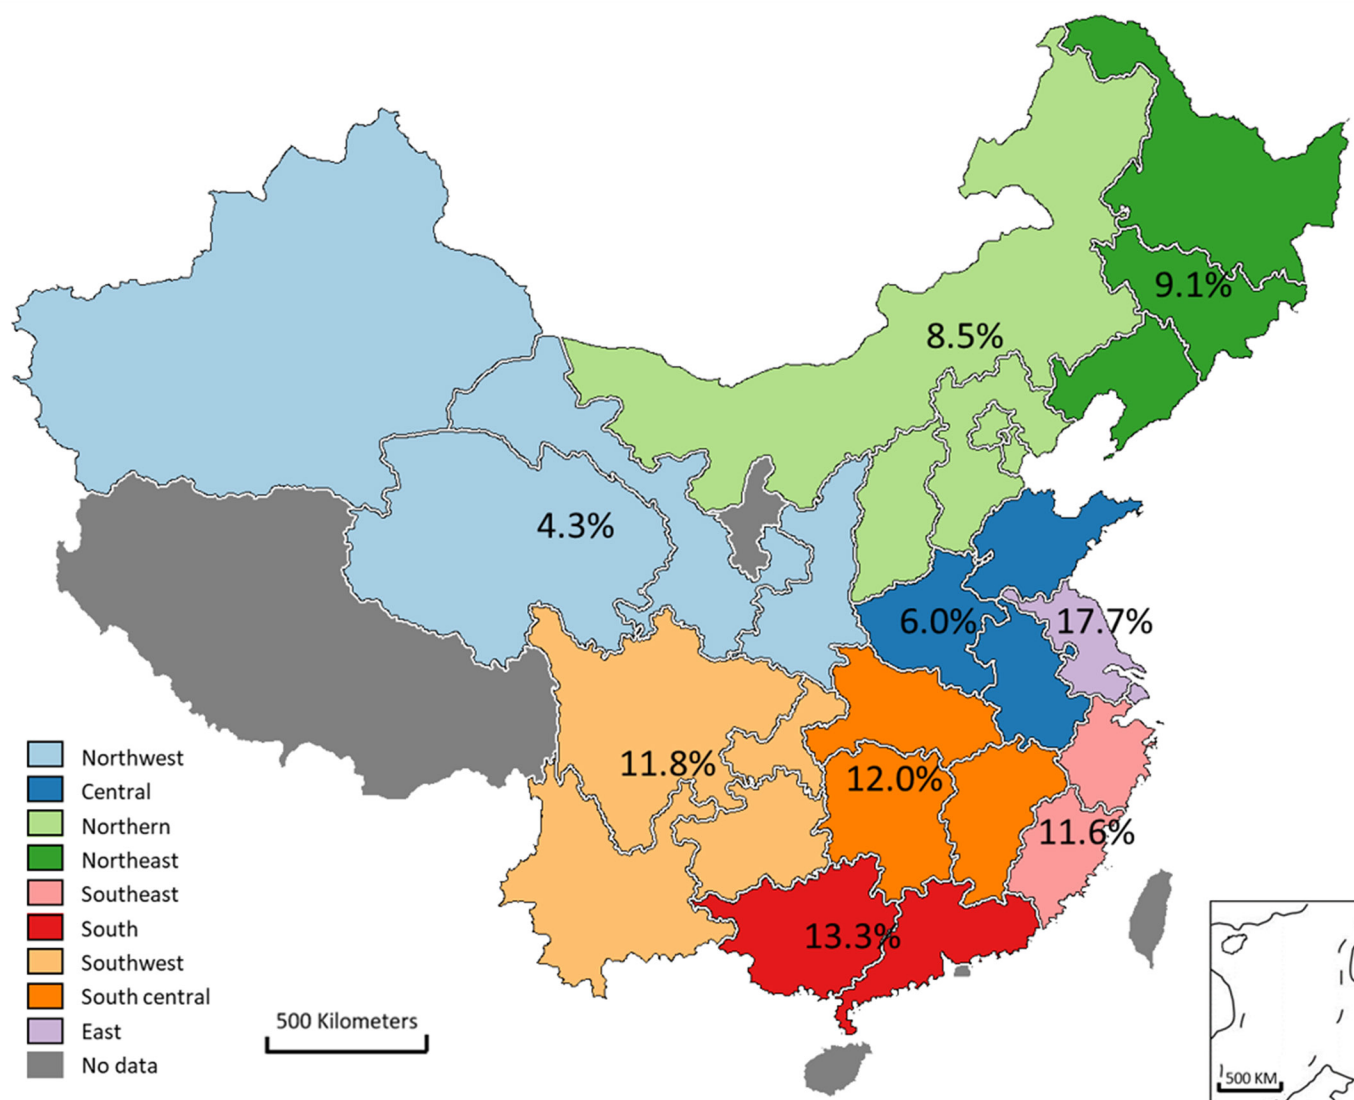 9.1%
8.5%
4.3%
6.0%
17.7%
11.8%
12.0%
11.6%
13.3%
Northwest
Central
Northern
Northeast
Southeast
South
Southwest
South central
East
No data
500 Kilometers
500 KM